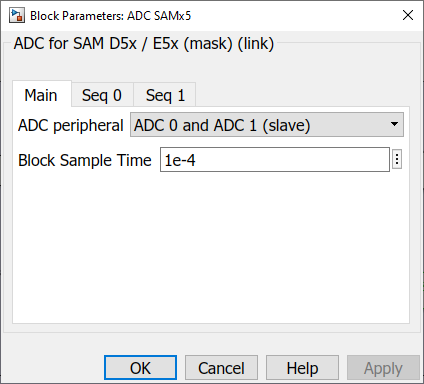 Block Parameters: ADC SAMx5
ADC for SAM D5x / E5x (mask) (link)
Main Seq 0 Seq 1
ADC peripheral ADC 0 and ADC 1 (slave)
Block Sample Time 1e-4
OK Cancel Help Apply